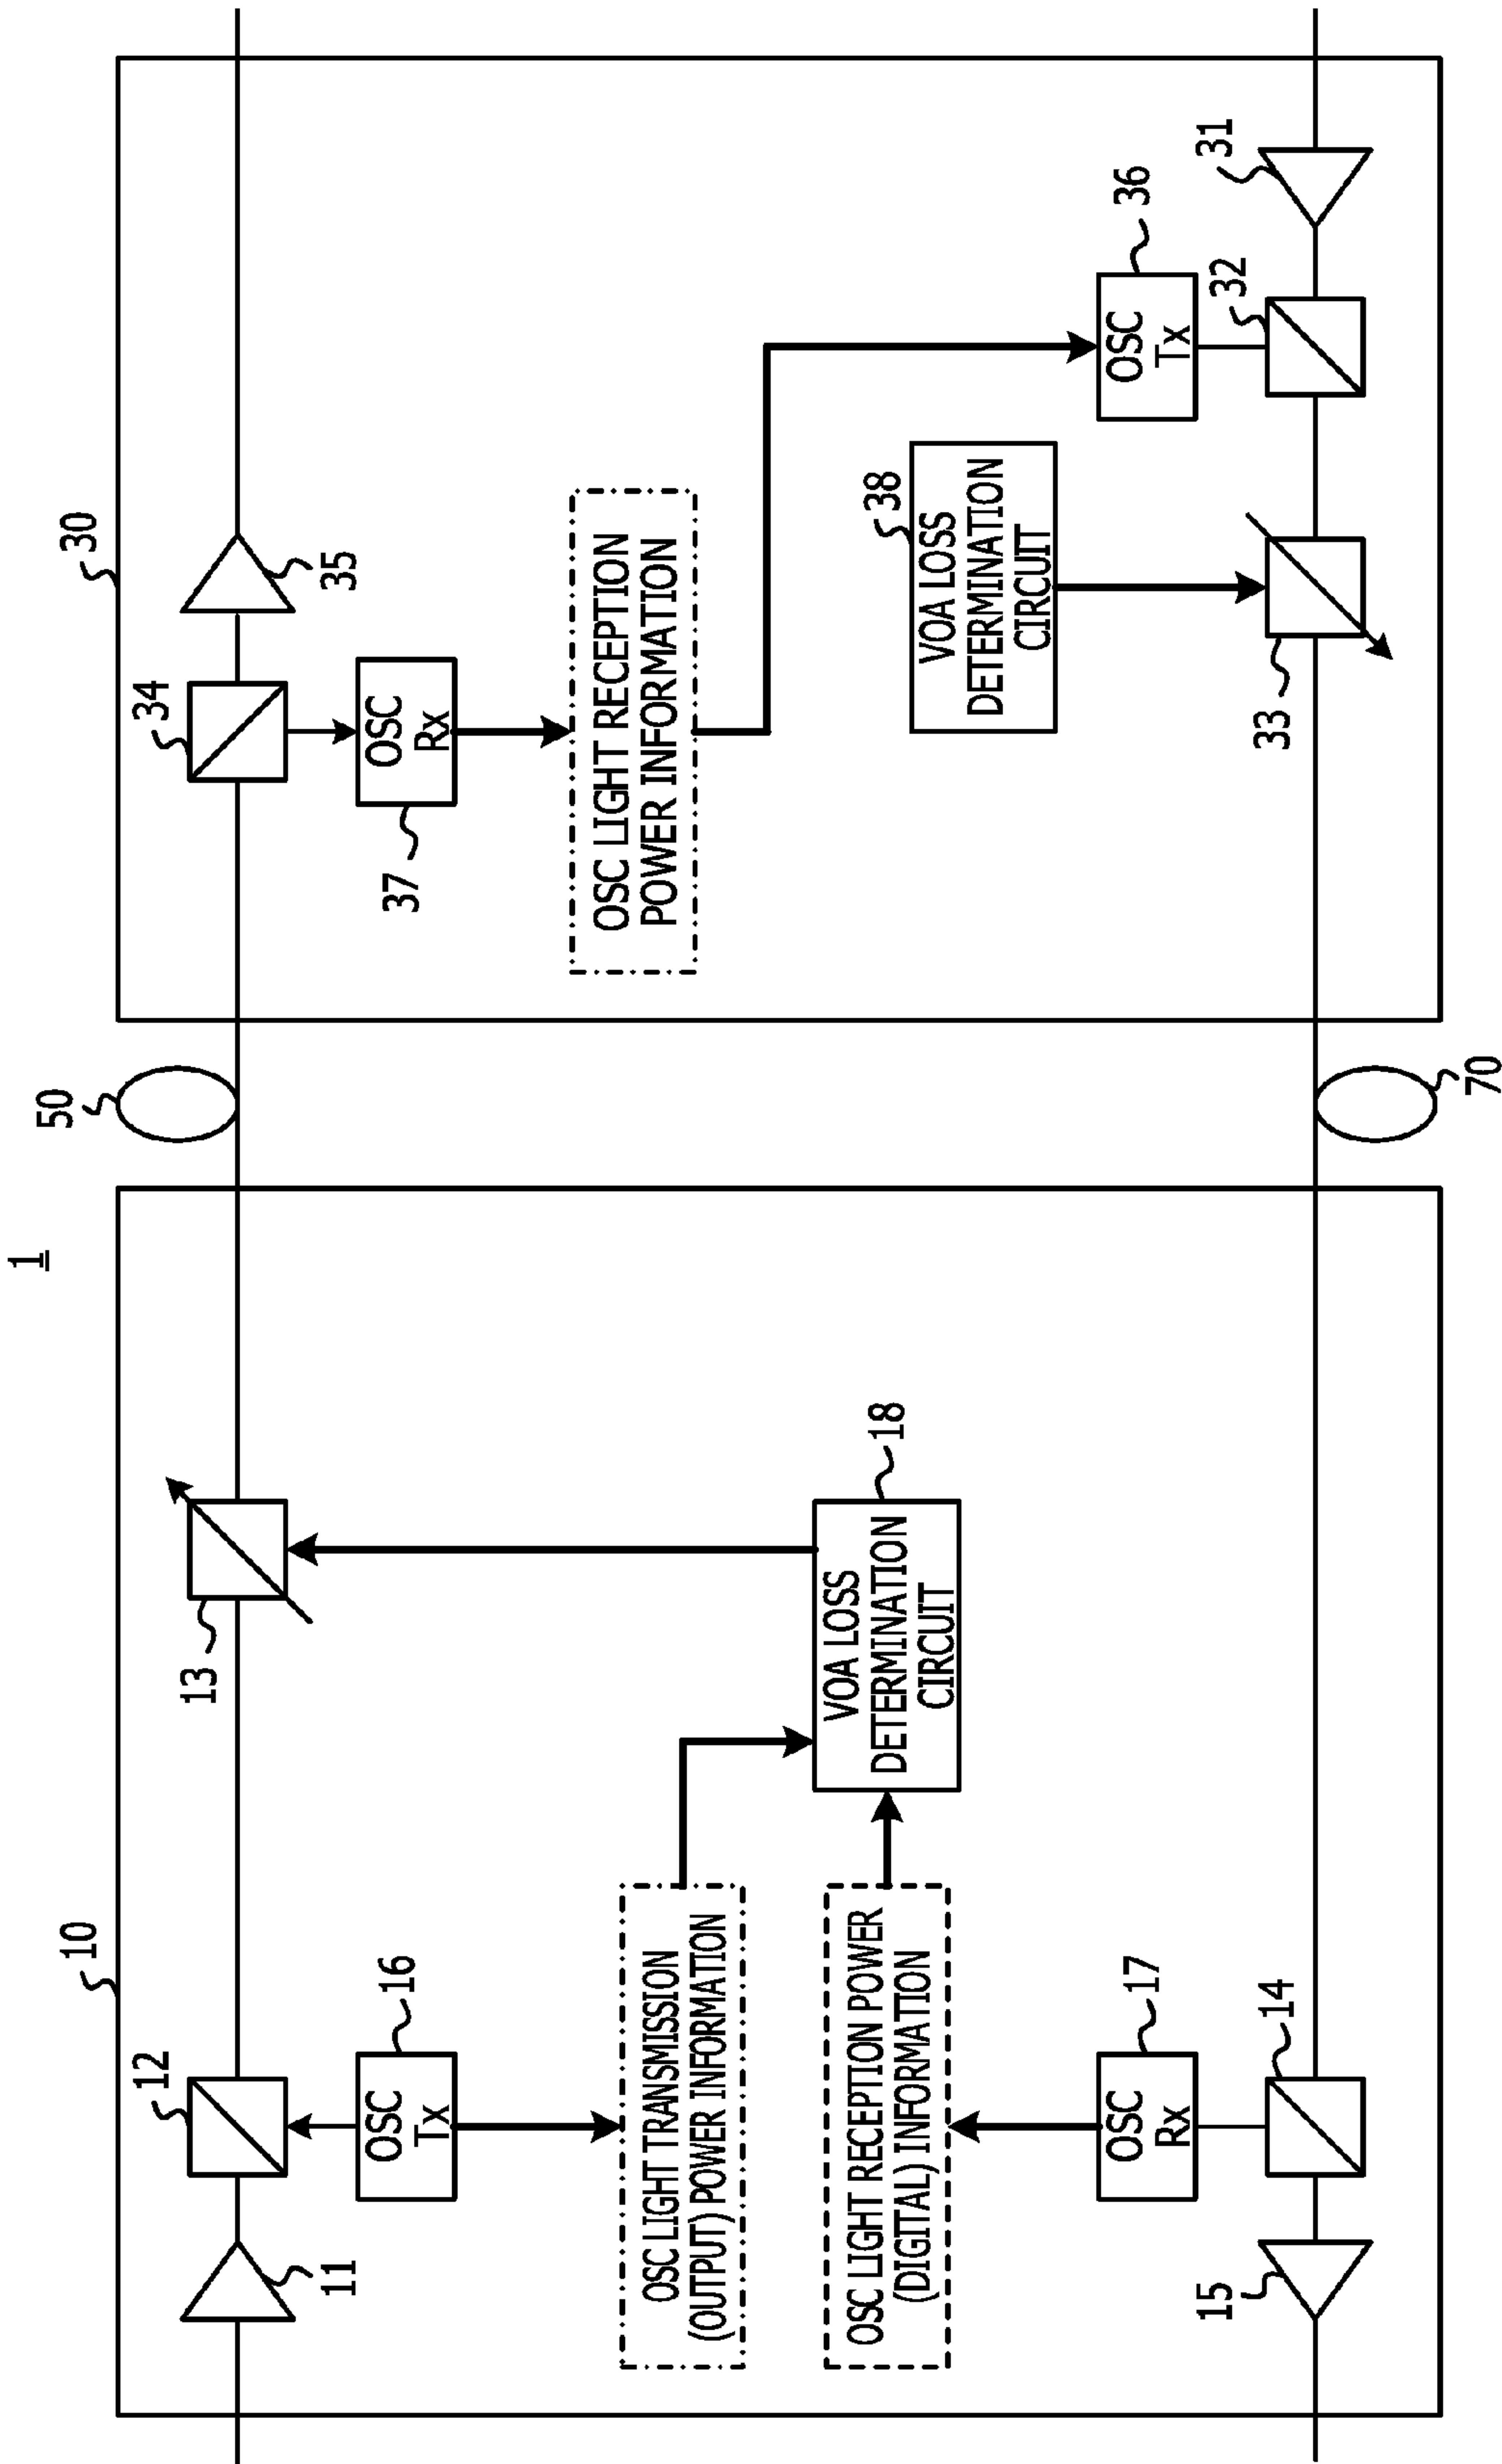 1
10
50
30
12
13
34
11
16
35
OSC
Tx
37
OSC
Rx
OSC LIGHT TRANSMISSION
(OUTPUT) POWER INFORMATION
OSC LIGHT RECEPTION
POWER INFORMATION
18
VOA LOSS
DETERMINATION
CIRCUIT
38
VOA LOSS
DETERMINATION
CIRCUIT
OSC LIGHT RECEPTION POWER
(DIGITAL) INFORMATION
17
OSC
Rx
36
OSC
Tx
15
14
33
32
31
70